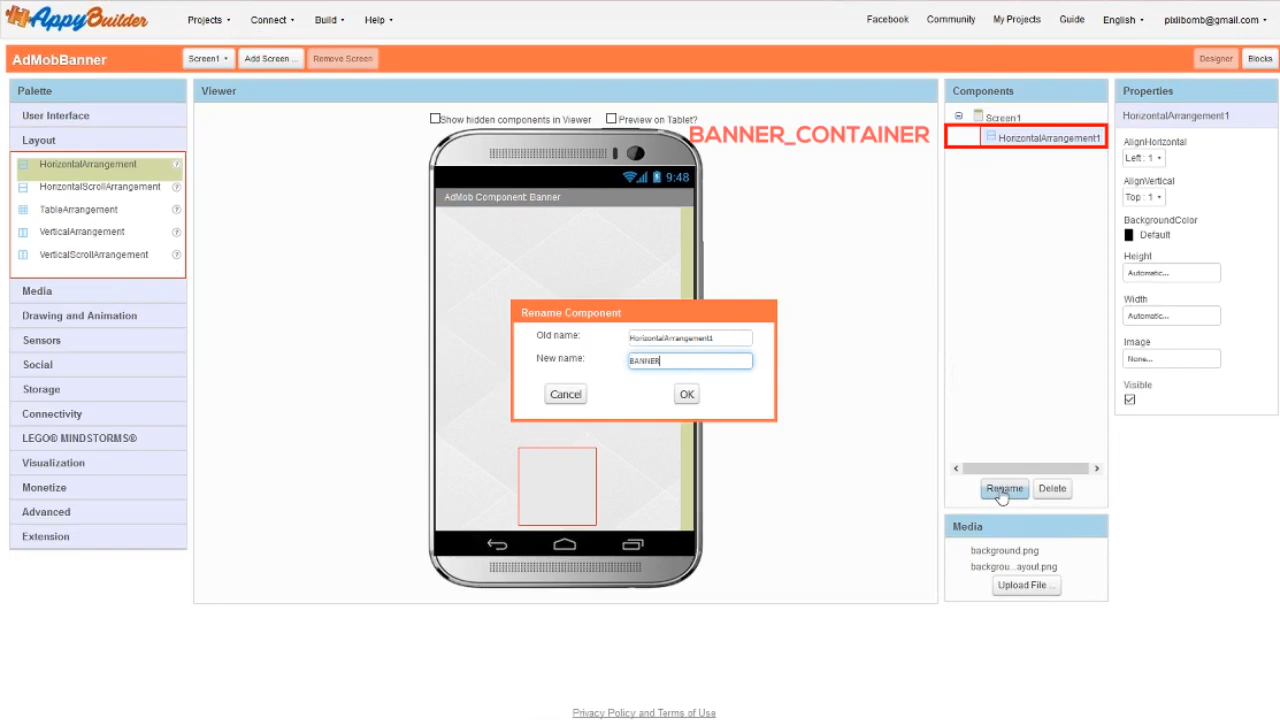 AppyBuilder
Projects
Connect
Build
Help
Facebook
Community
My Projects
Guide
English
pixiibomb@gmail.com
AdMobBanner
Screen1
Add Screen ...
Remove Screen
Designer
Blocks
Palette
User Interface
Layout
HorizontalArrangement
HorizontalScrollArrangement
TableArrangement
VerticalArrangement
VerticalScrollArrangement
Media
Drawing and Animation
Sensors
Social
Storage
Connectivity
LEGO® MINDSTORMS®
Visualization
Monetize
Advanced
Extension
Viewer
Show hidden components in Viewer
Preview on Tablet?
BANNER_CONTAINER
9:48
AdMob Component: Banner
Rename Component
Old name:
HorizontalArrangement1
New name:
BANNER
Cancel
OK
Components
Screen1
HorizontalArrangement1
Rename
Delete
Media
background.png
backgrou...ayout.png
Upload File ...
Properties
HorizontalArrangement1
AlignHorizontal
Left : 1
AlignVertical
Top : 1
BackgroundColor
Default
Height
Automatic...
Width
Automatic...
Image
None...
Visible
Privacy Policy and Terms of Use